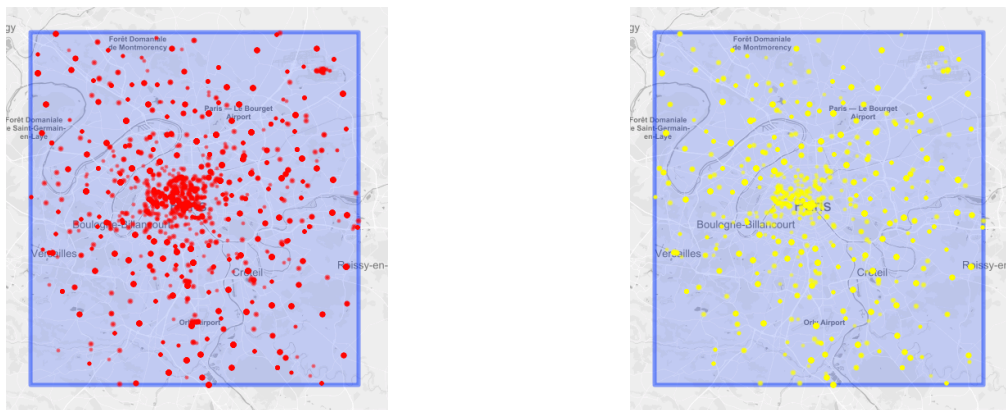 gy
Forêt Domaniale
de Montmorency
Paris — Le Bourget
Airport
Forêt Domaniale
e Saint-Germain-
en-Laye
Boulogne-Billancourt
Versailles
Créteil
Roissy-en-
Orly Airport
gy
Forêt Domaniale
de Montmorency
Paris — Le Bourget
Airport
Forêt Domaniale
de Saint-Germain-
en-Laye
Boulogne-Billancourt
Versailles
Créteil
Roissy-en-
Orly Airport